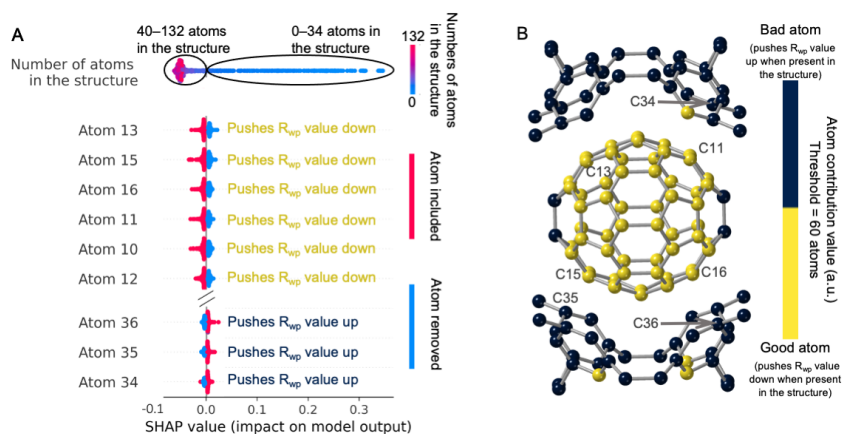 A
40–132 atoms
in the structure
0–34 atoms in
the structure
Number of atoms
in the structure
132
0
Numbers of atoms
in the structure
Atom 13
Pushes Rwp value down
Atom 15
Pushes Rwp value down
Atom 16
Pushes Rwp value down
Atom 11
Pushes Rwp value down
Atom 10
Pushes Rwp value down
Atom 12
Pushes Rwp value down
Atom 36
Pushes Rwp value up
Atom 35
Pushes Rwp value up
Atom 34
Pushes Rwp value up
Atom included
Atom removed
-0.1
0.0
0.1
0.2
0.3
SHAP value (impact on model output)
B
C34
C11
C13
C15
C16
C35
C36
Bad atom
(pushes Rwp value
up when present in
the structure)
Atom contribution value (a.u.)
Threshold = 60 atoms
Good atom
(pushes Rwp value
down when present
in the structure)